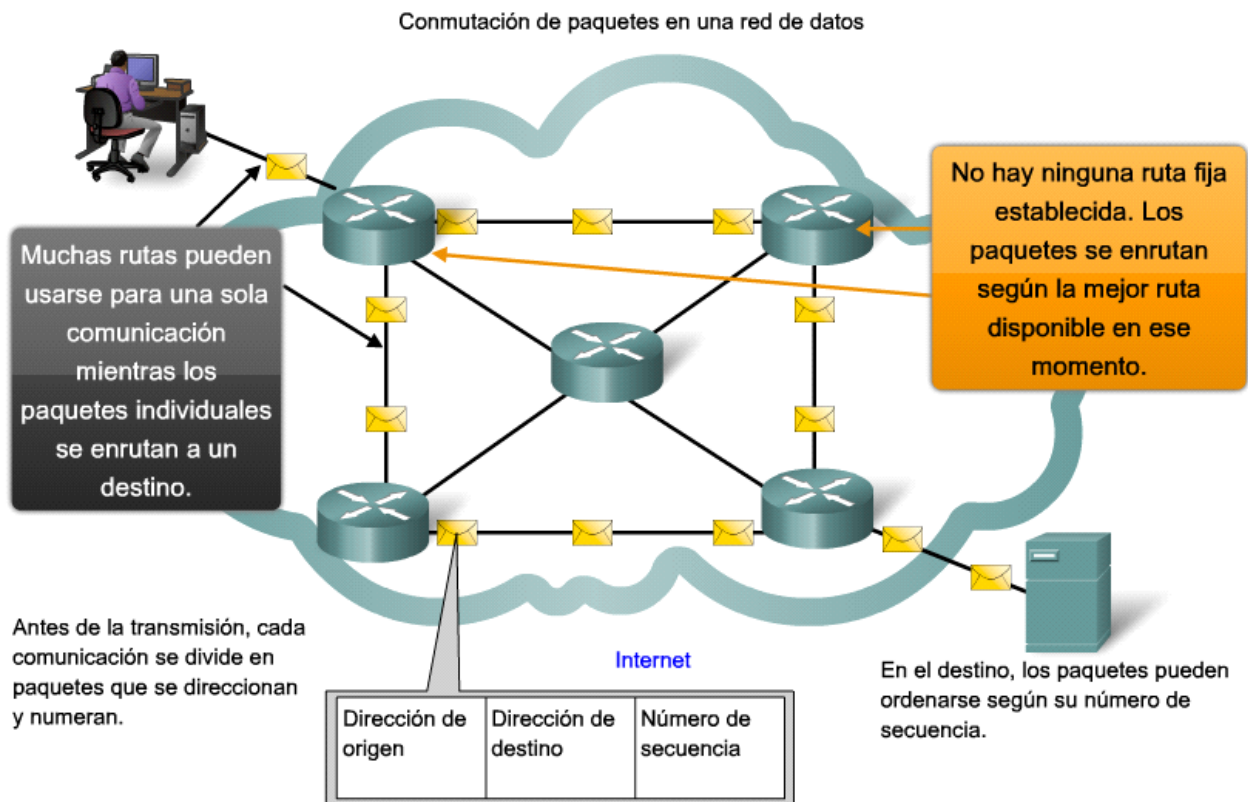 Conmutación de paquetes en una red de datos
Muchas rutas pueden
usarse para una sola
comunicación
mientras los
paquetes individuales
se enrutan a un
destino.
No hay ninguna ruta fija
establecida. Los
paquetes se enrutan
según la mejor ruta
disponible en ese
momento.
Antes de la transmisión, cada
comunicación se divide en
paquetes que se direccionan
y numeran.
Internet
Dirección de
origen
Dirección de
destino
Número de
secuencia
En el destino, los paquetes pueden
ordenarse según su número de
secuencia.